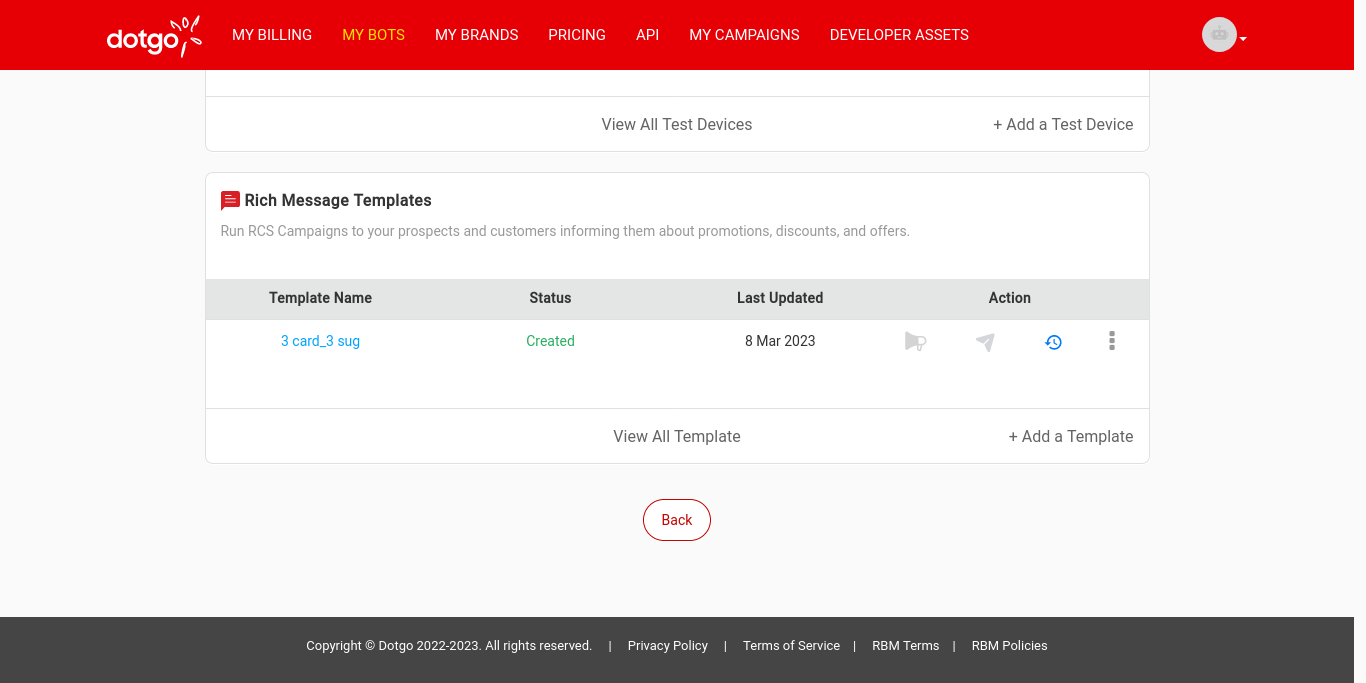 dotgo MY BILLING MY BOTS MY BRANDS PRICING API MY CAMPAIGNS DEVELOPER ASSETS
View All Test Devices + Add a Test Device
Rich Message Templates
Run RCS Campaigns to your prospects and customers informing them about promotions, discounts, and offers.
Template Name Status Last Updated Action
3 card_3 sug Created 8 Mar 2023
View All Template + Add a Template
Back
Copyright © Dotgo 2022-2023. All rights reserved. | Privacy Policy | Terms of Service | RBM Terms | RBM Policies